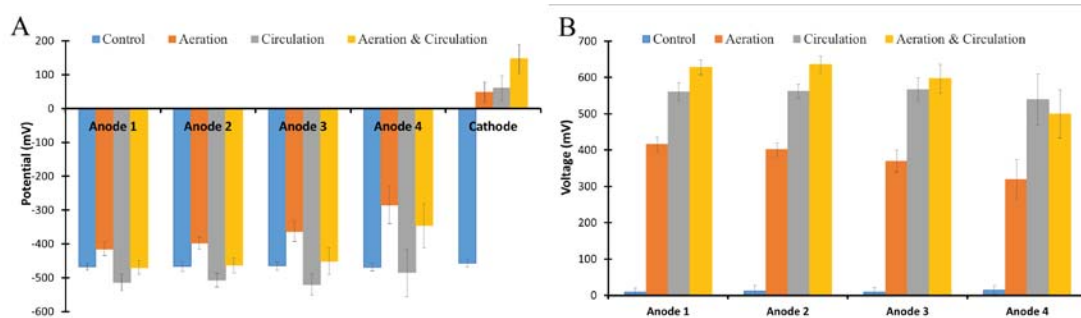 A
Control Aeration Circulation Aeration & Circulation
200
100
0
-100
-200
-300
-400
-500
-600
Potential (mV)
Anode 1 Anode 2 Anode 3 Anode 4 Cathode
B
Control Aeration Circulation Aeration & Circulation
700
600
500
400
300
200
100
0
Voltage (mV)
Anode 1 Anode 2 Anode 3 Anode 4